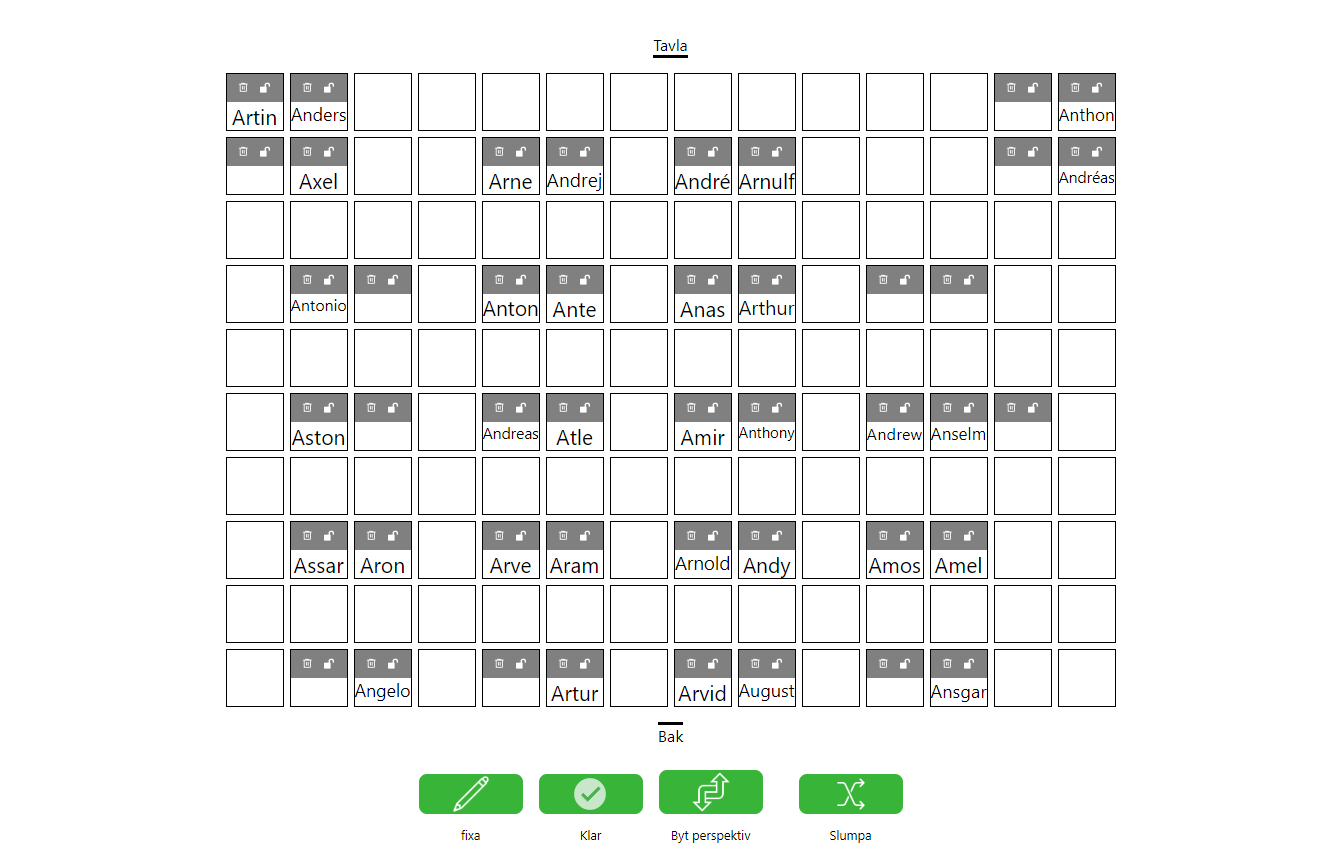 Tavla
Artin Anders Anthon
Axel Arne Andrej André Arnulf Andréas
Antonio Anton Ante Anas Arthur
Aston Andreas Atle Amir Anthony Andrew Anselm
Assar Aron Arve Aram Arnold Andy Amos Amel
Angelo Artur Arvid August Ansgar
Bak
fixa Klar Byt perspektiv Slumpa